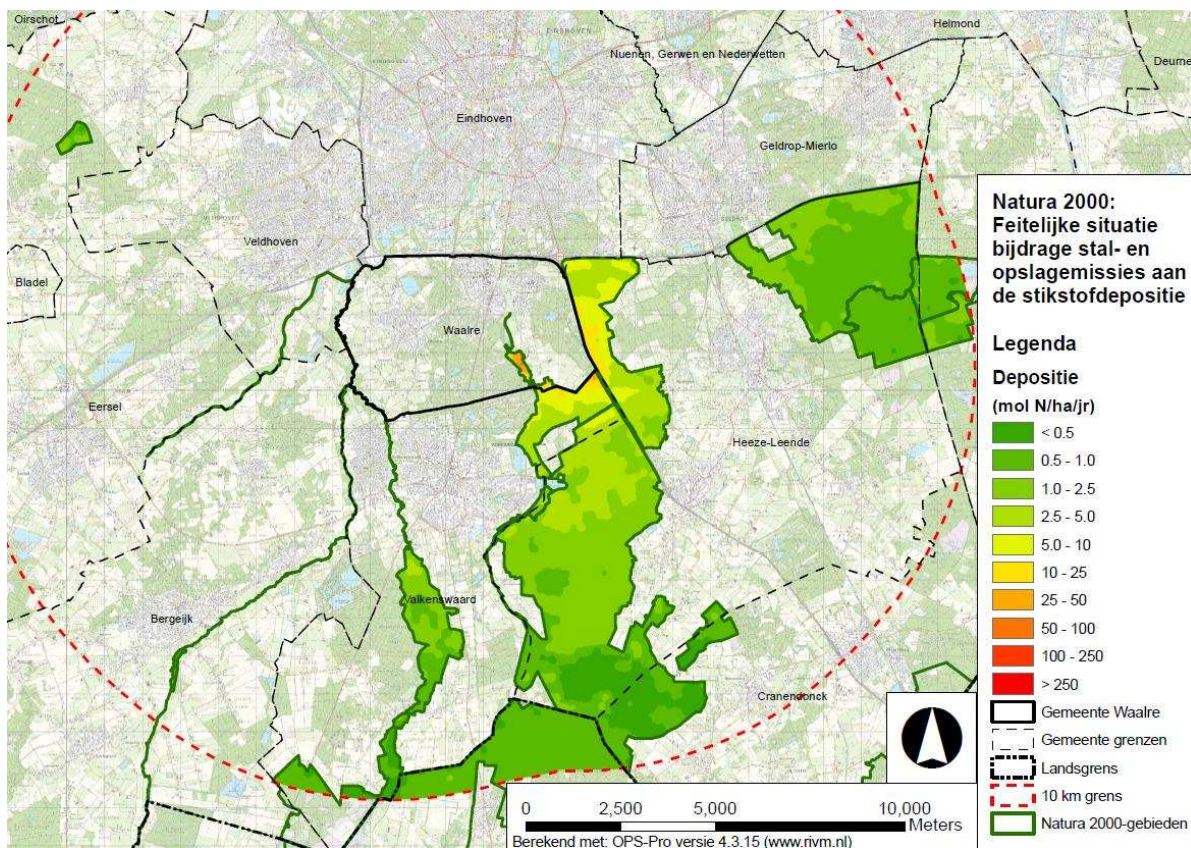 Oirschot
Helmond
EINDHOVEN
Nuenen, Gerwen en Nederwetten
Deurne
Eindhoven
Geldrop-Mierlo
VELDHOVEN
GELDROP
Veldhoven
Bladel
Waalre
Eersel
Heeze-Leende
Valkenswaard
Bergeijk
Cranendonck
Natura 2000:
Feitelijke situatie
bijdrage stal- en
opslagemissies aan
de stikstofdepositie
Legenda
Depositie
(mol N/ha/jr)
< 0.5
0.5 - 1.0
1.0 - 2.5
2.5 - 5.0
5.0 - 10
10 - 25
25 - 50
50 - 100
100 - 250
> 250
Gemeente Waalre
Gemeente grenzen
Landsgrens
10 km grens
Natura 2000-gebieden
0 2,500 5,000 10,000
Meters
Berekend met: OPS-Pro versie 4.3.15 (www.rivm.nl)